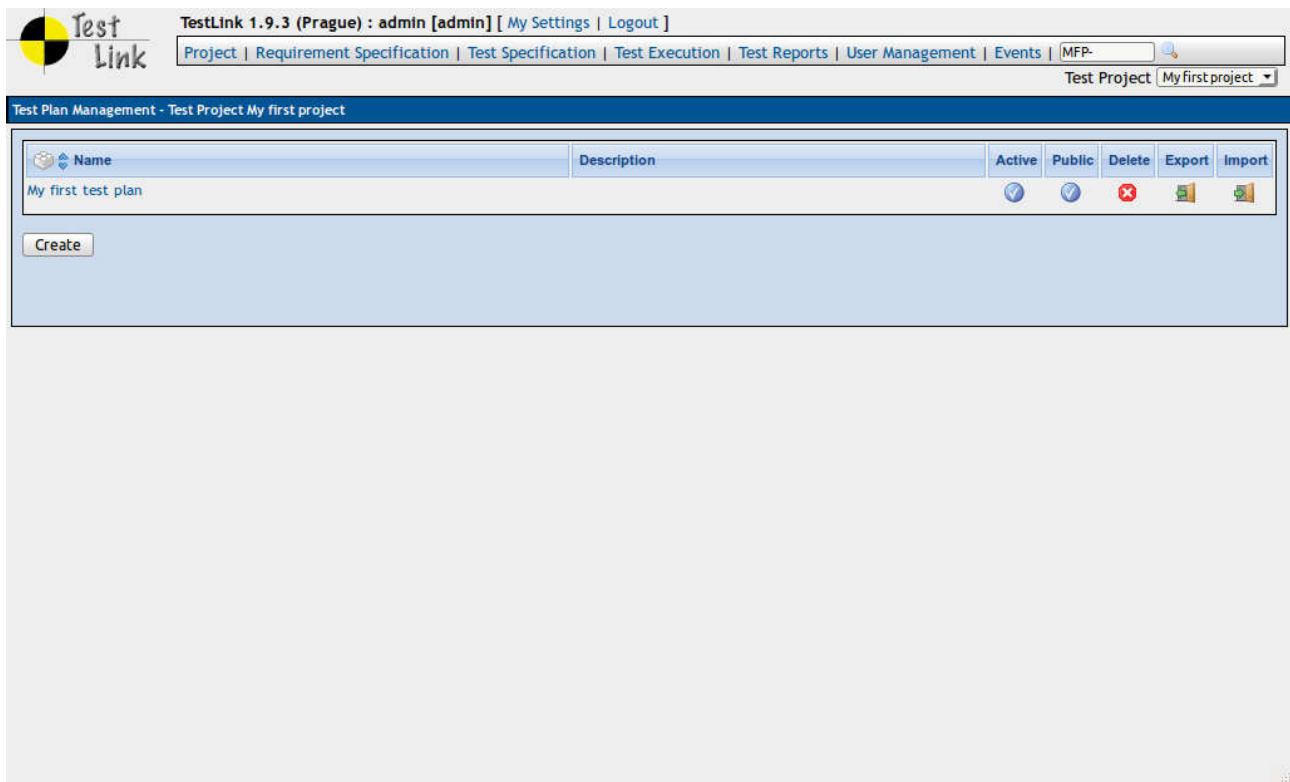 Test Link
TestLink 1.9.3 (Prague) : admin [admin] [ My Settings | Logout ]
Project | Requirement Specification | Test Specification | Test Execution | Test Reports | User Management | Events | MFP-
Test Project My first project
Test Plan Management - Test Project My first project
Name Description Active Public Delete Export Import
My first test plan
Create